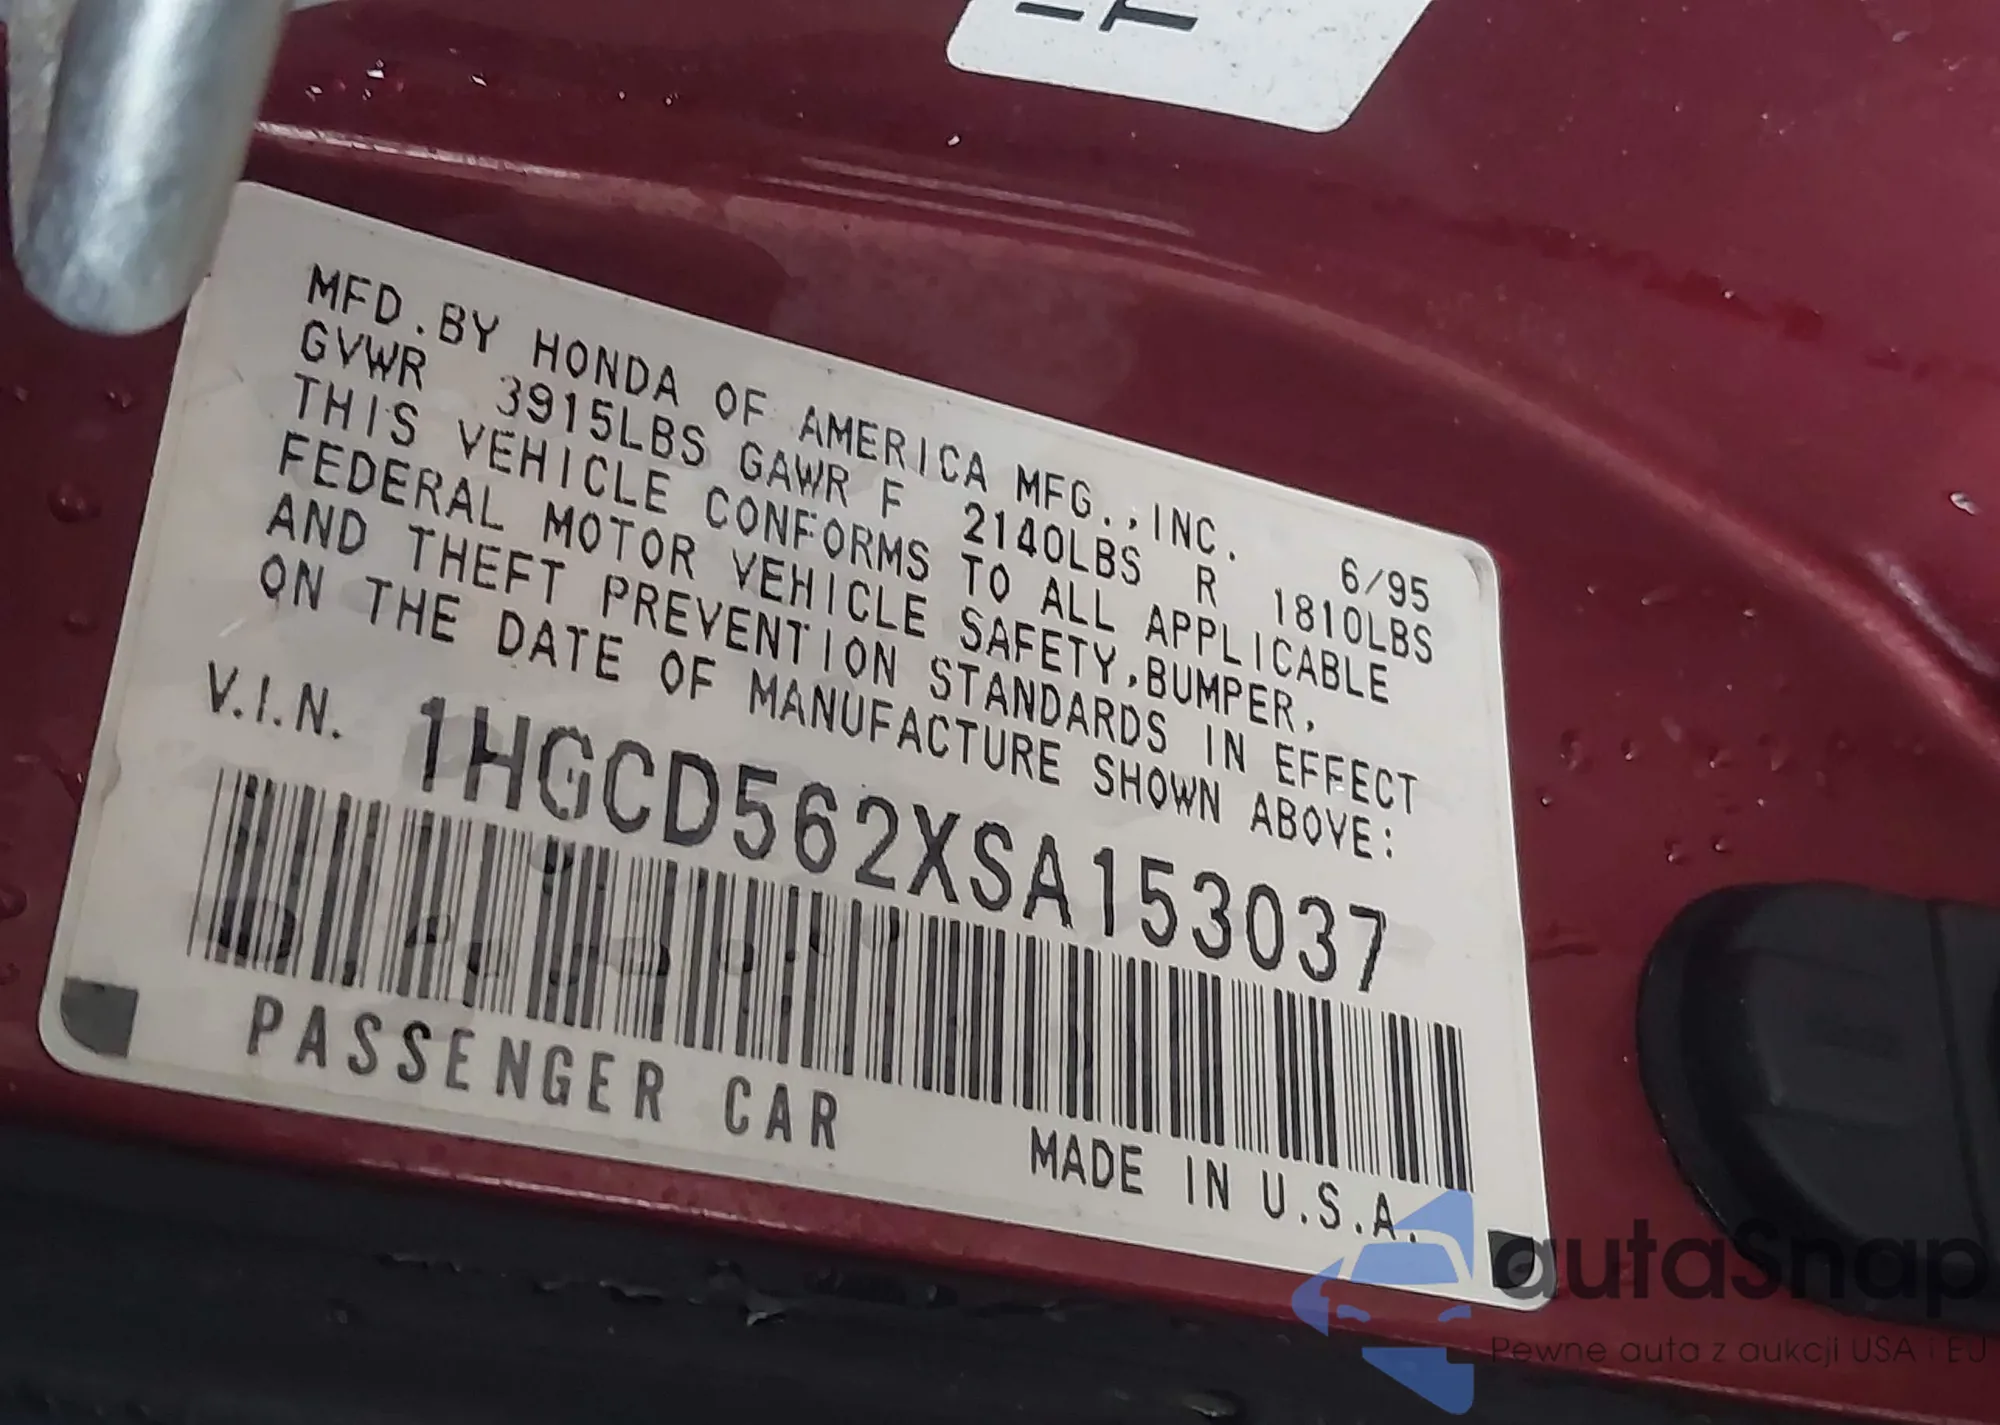 MFD.BY HONDA OF AMERICA MFG.,INC. 6/95
GVWR 3915LBS GAWR F 2140LBS R 1810LBS
THIS VEHICLE CONFORMS TO ALL APPLICABLE
FEDERAL MOTOR VEHICLE SAFETY,BUMPER,
AND THEFT PREVENTION STANDARDS IN EFFECT
ON THE DATE OF MANUFACTURE SHOWN ABOVE:
V.I.N. 1HGCD562XSA153037
PASSENGER CAR
MADE IN U.S.A.
autaSnap
Pewne auta z aukcji USA i EJ